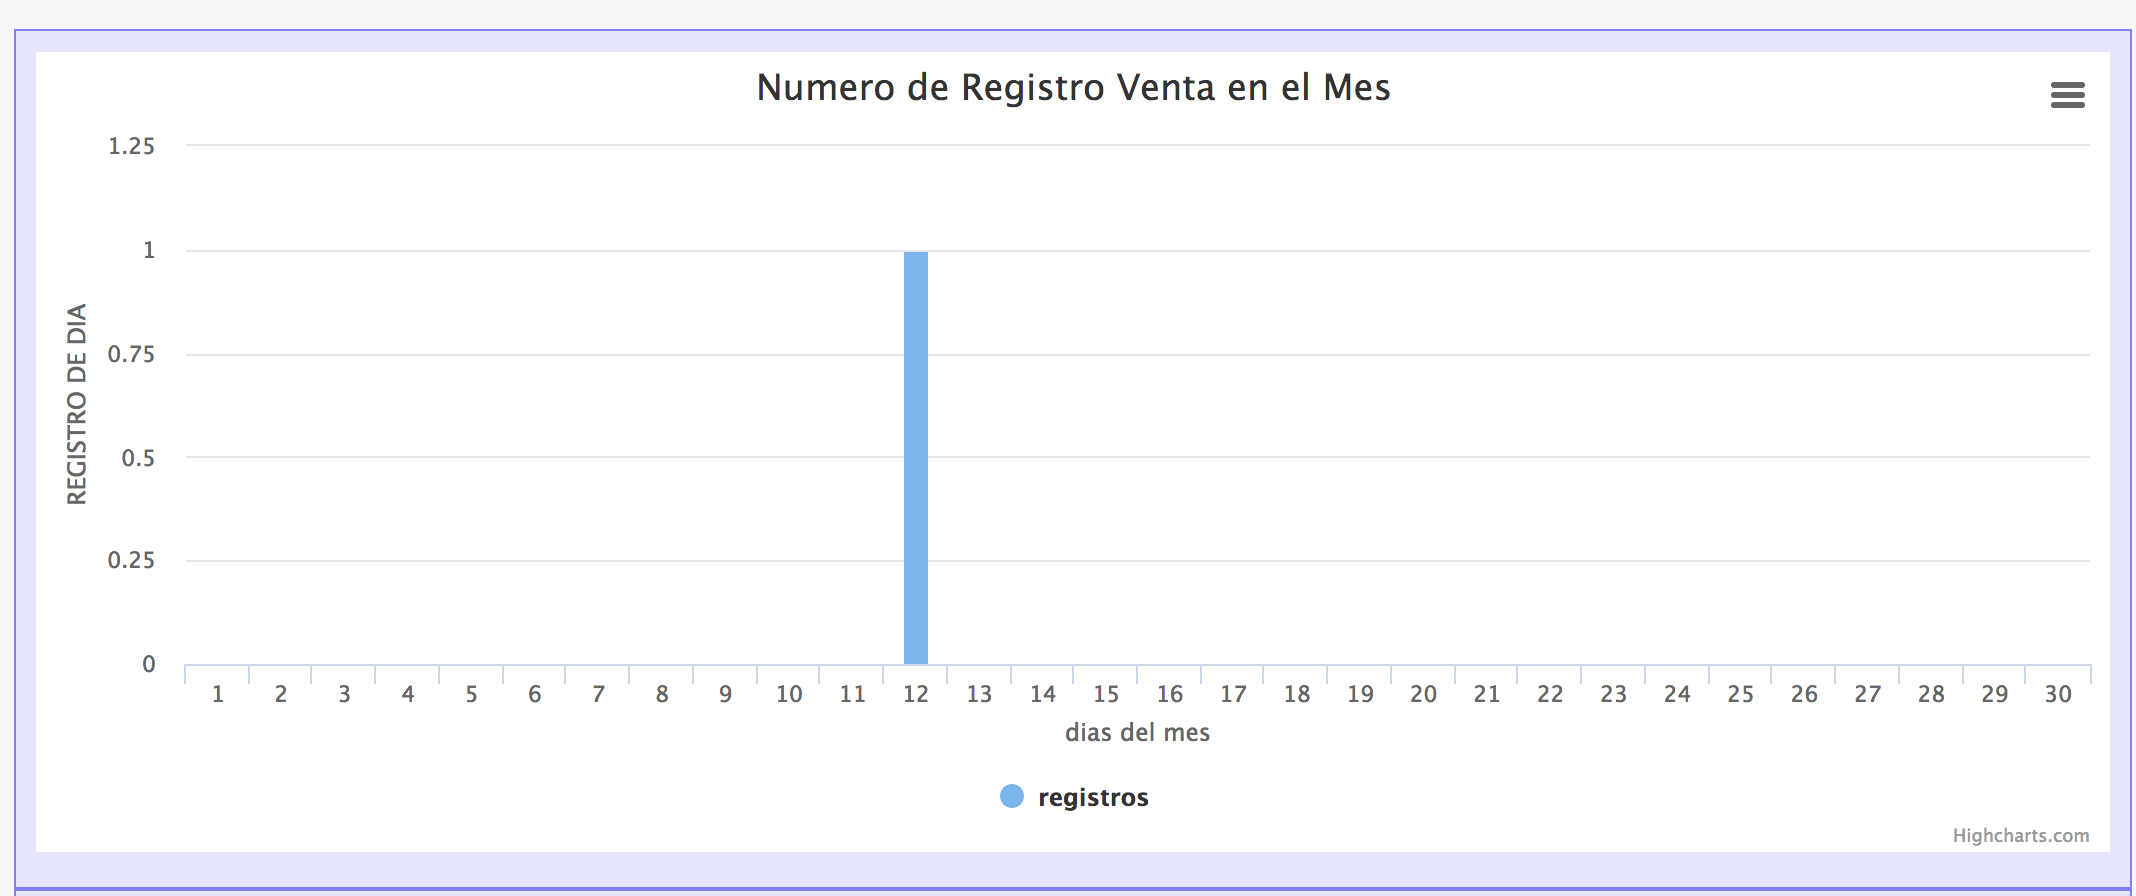 Numero de Registro Venta en el Mes
1.25
1
0.75
0.5
0.25
0
REGISTRO DE DIA
1 2 3 4 5 6 7 8 9 10 11 12 13 14 15 16 17 18 19 20 21 22 23 24 25 26 27 28 29 30
dias del mes
registros
Highcharts.com